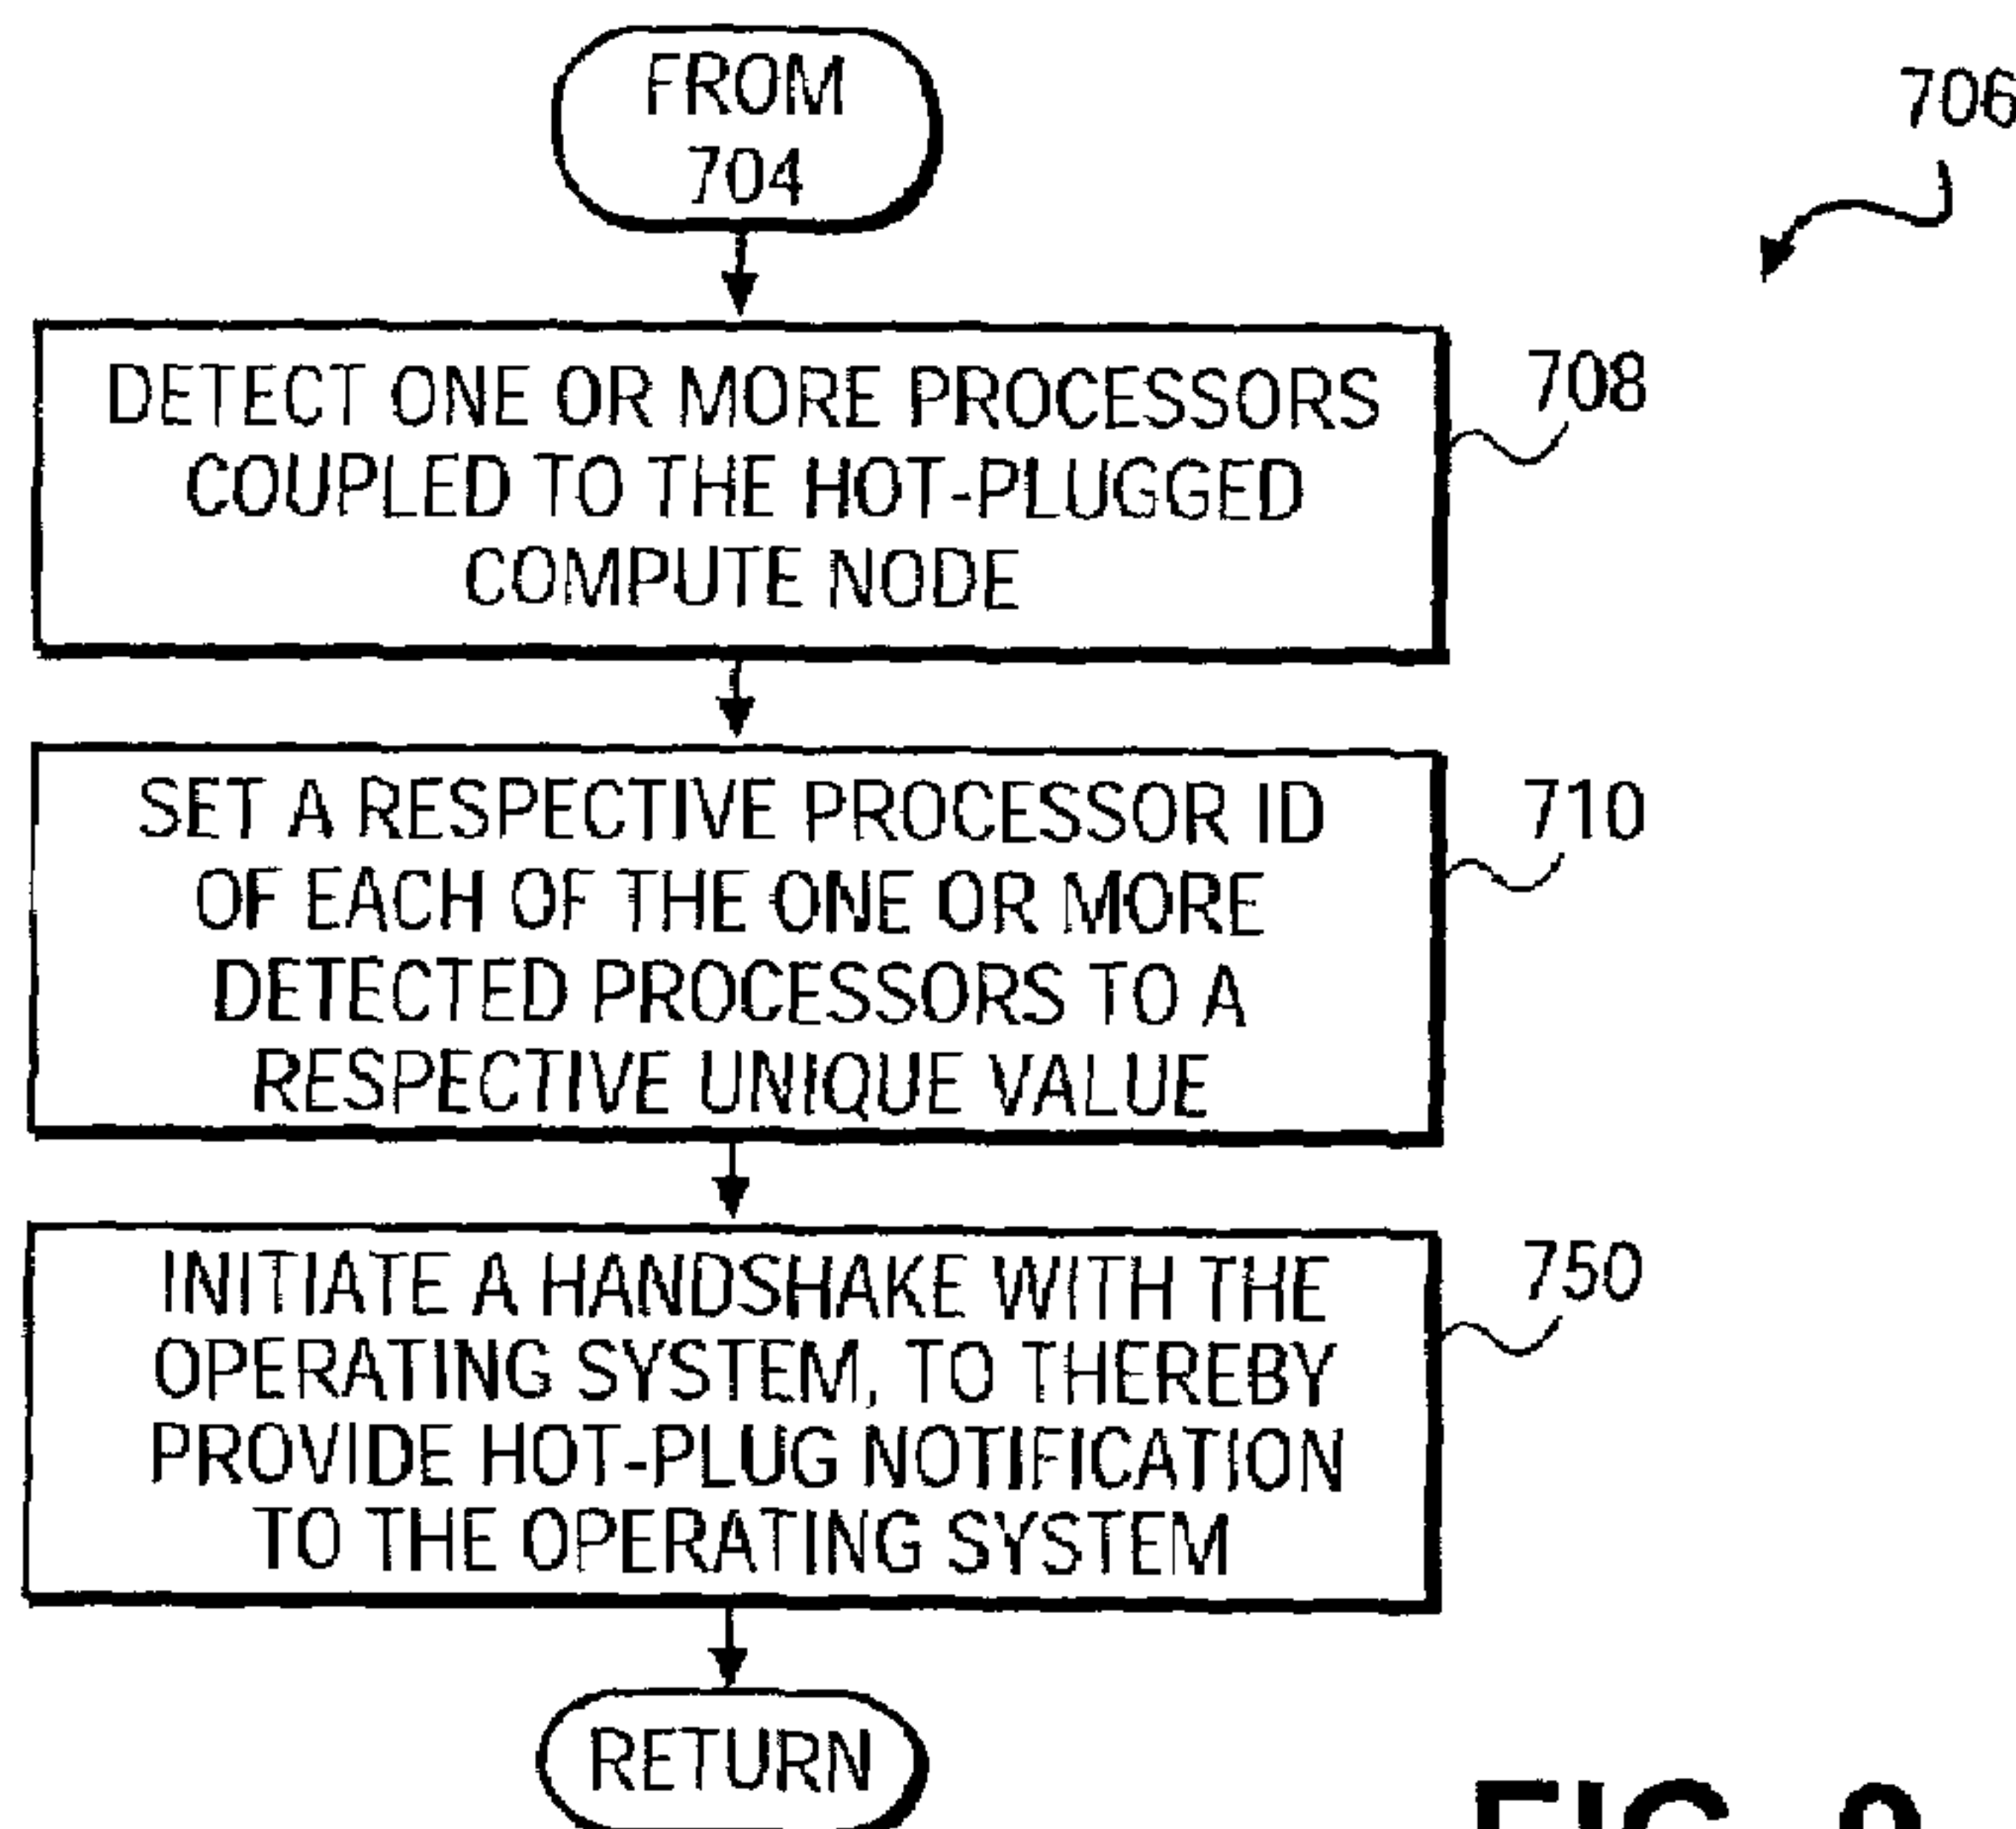 FROM
704
706
DETECT ONE OR MORE PROCESSORS
COUPLED TO THE HOT-PLUGGED
COMPUTE NODE
708
SET A RESPECTIVE PROCESSOR ID
OF EACH OF THE ONE OR MORE
DETECTED PROCESSORS TO A
RESPECTIVE UNIQUE VALUE
710
INITIATE A HANDSHAKE WITH THE
OPERATING SYSTEM, TO THEREBY
PROVIDE HOT-PLUG NOTIFICATION
TO THE OPERATING SYSTEM
750
RETURN
FIG.